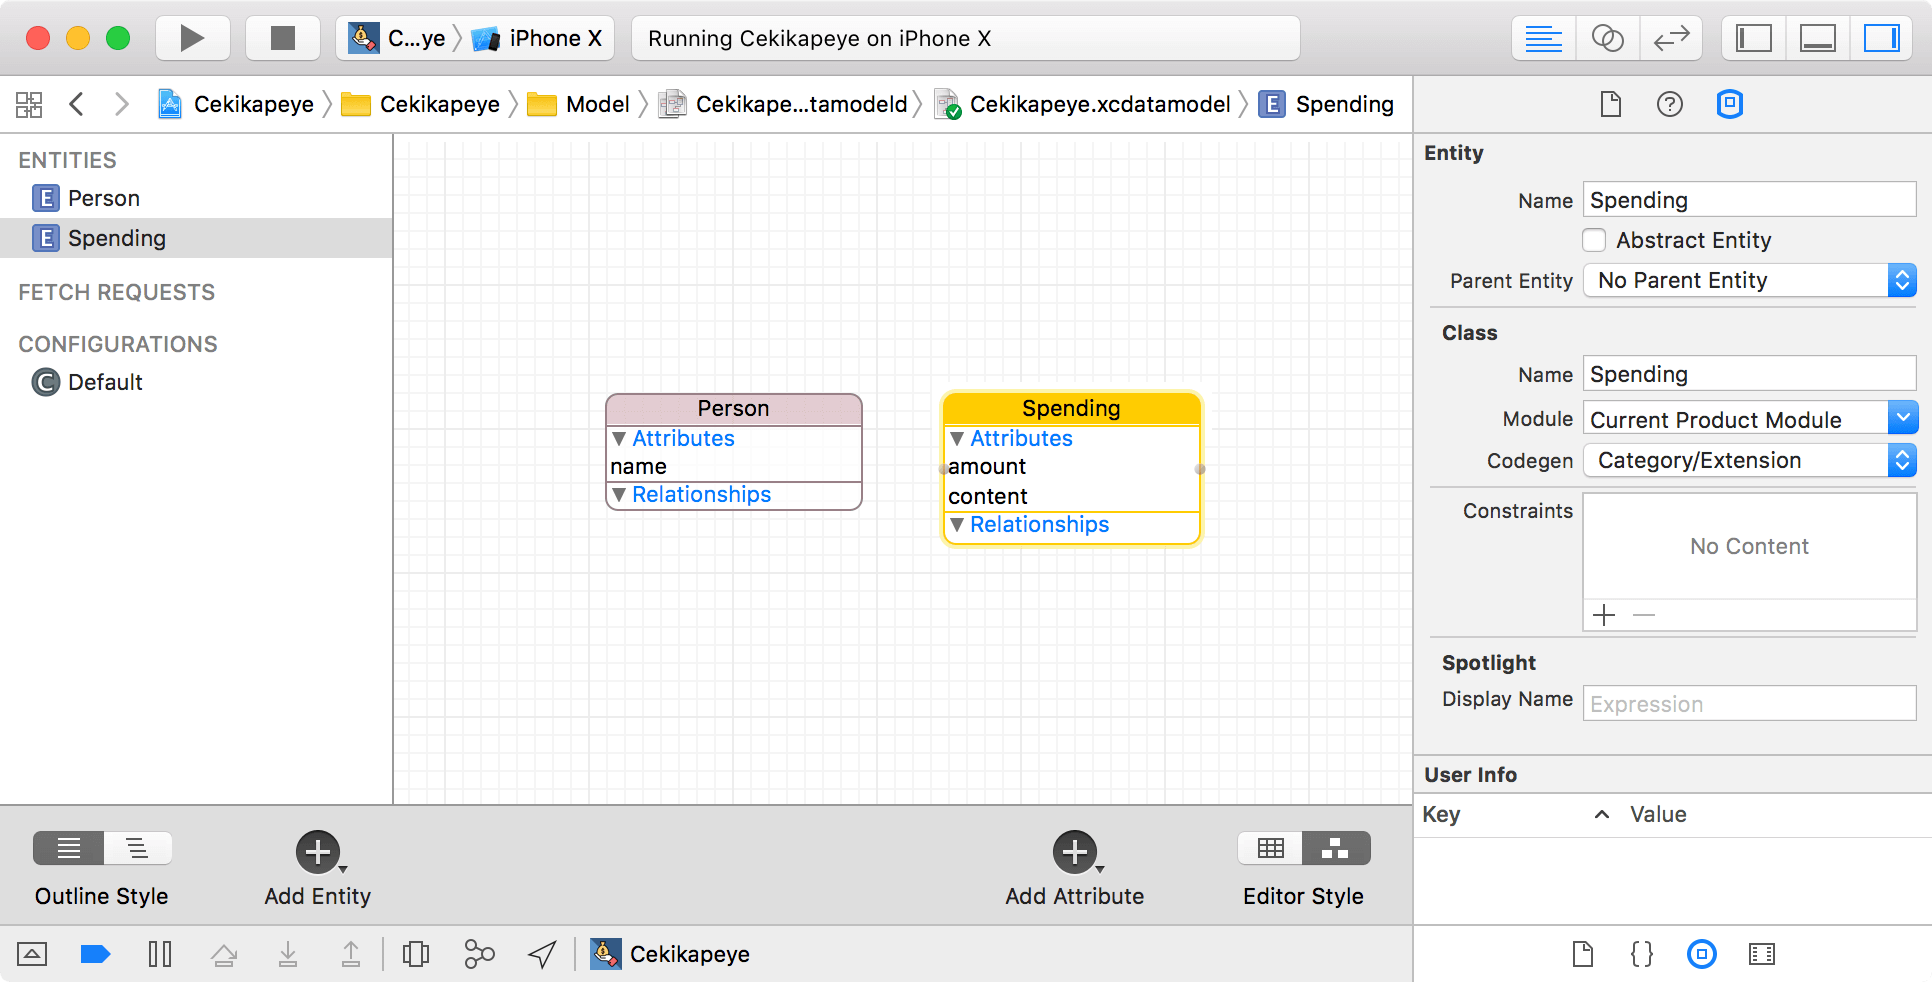 C...ye iPhone X Running Cekikapeye on iPhone X
Cekikapeye Cekikapeye Model Cekikape...tamodeld Cekikapeye.xcdatamodel E Spending
ENTITIES
E Person
E Spending
FETCH REQUESTS
CONFIGURATIONS
C Default
Person
Attributes
name
Relationships
Spending
Attributes
amount
content
Relationships
Entity
Name Spending
Abstract Entity
Parent Entity No Parent Entity
Class
Name Spending
Module Current Product Module
Codegen Category/Extension
Constraints
No Content
Spotlight
Display Name Expression
User Info
Key Value
Outline Style Add Entity Add Attribute Editor Style
Cekikapeye